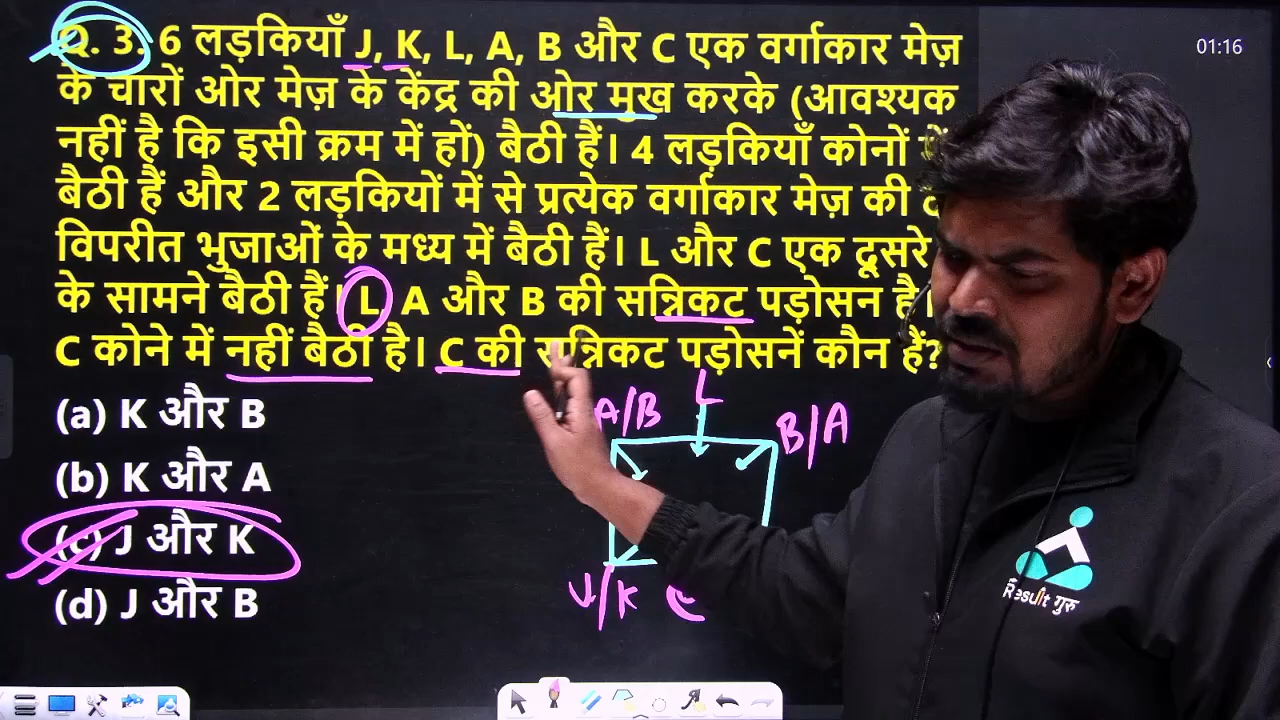 Q. 3. 6 लड़कियाँ J, K, L, A, B और C एक वर्गाकार मेज़
01:16
के चारों ओर मेज़ के केंद्र की ओर मुख करके (आवश्यक
नहीं है कि इसी क्रम में हों) बैठी हैं। 4 लड़कियाँ कोनों
बैठी हैं और 2 लड़कियों में से प्रत्येक वर्गाकार मेज़ की
विपरीत भुजाओं के मध्य में बैठी हैं। L और C एक दूसरे
के सामने बैठी हैं। L, A और B की सन्निकट पड़ोसन है।
C कोने में नहीं बैठी है। C की सन्निकट पड़ोसनें कौन हैं?
(a) K और B
(b) K और A
(c) J और K
(d) J और B
L
A/B
B/A
J/K C
Result गुरु